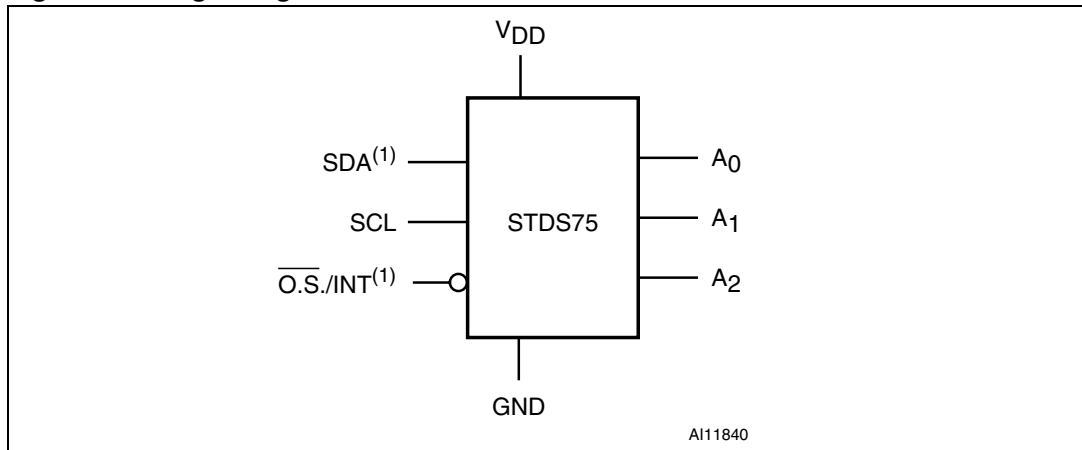 VDD
SDA(1)
SCL
O.S./INT(1)
STDS75
A0
A1
A2
GND
AI11840